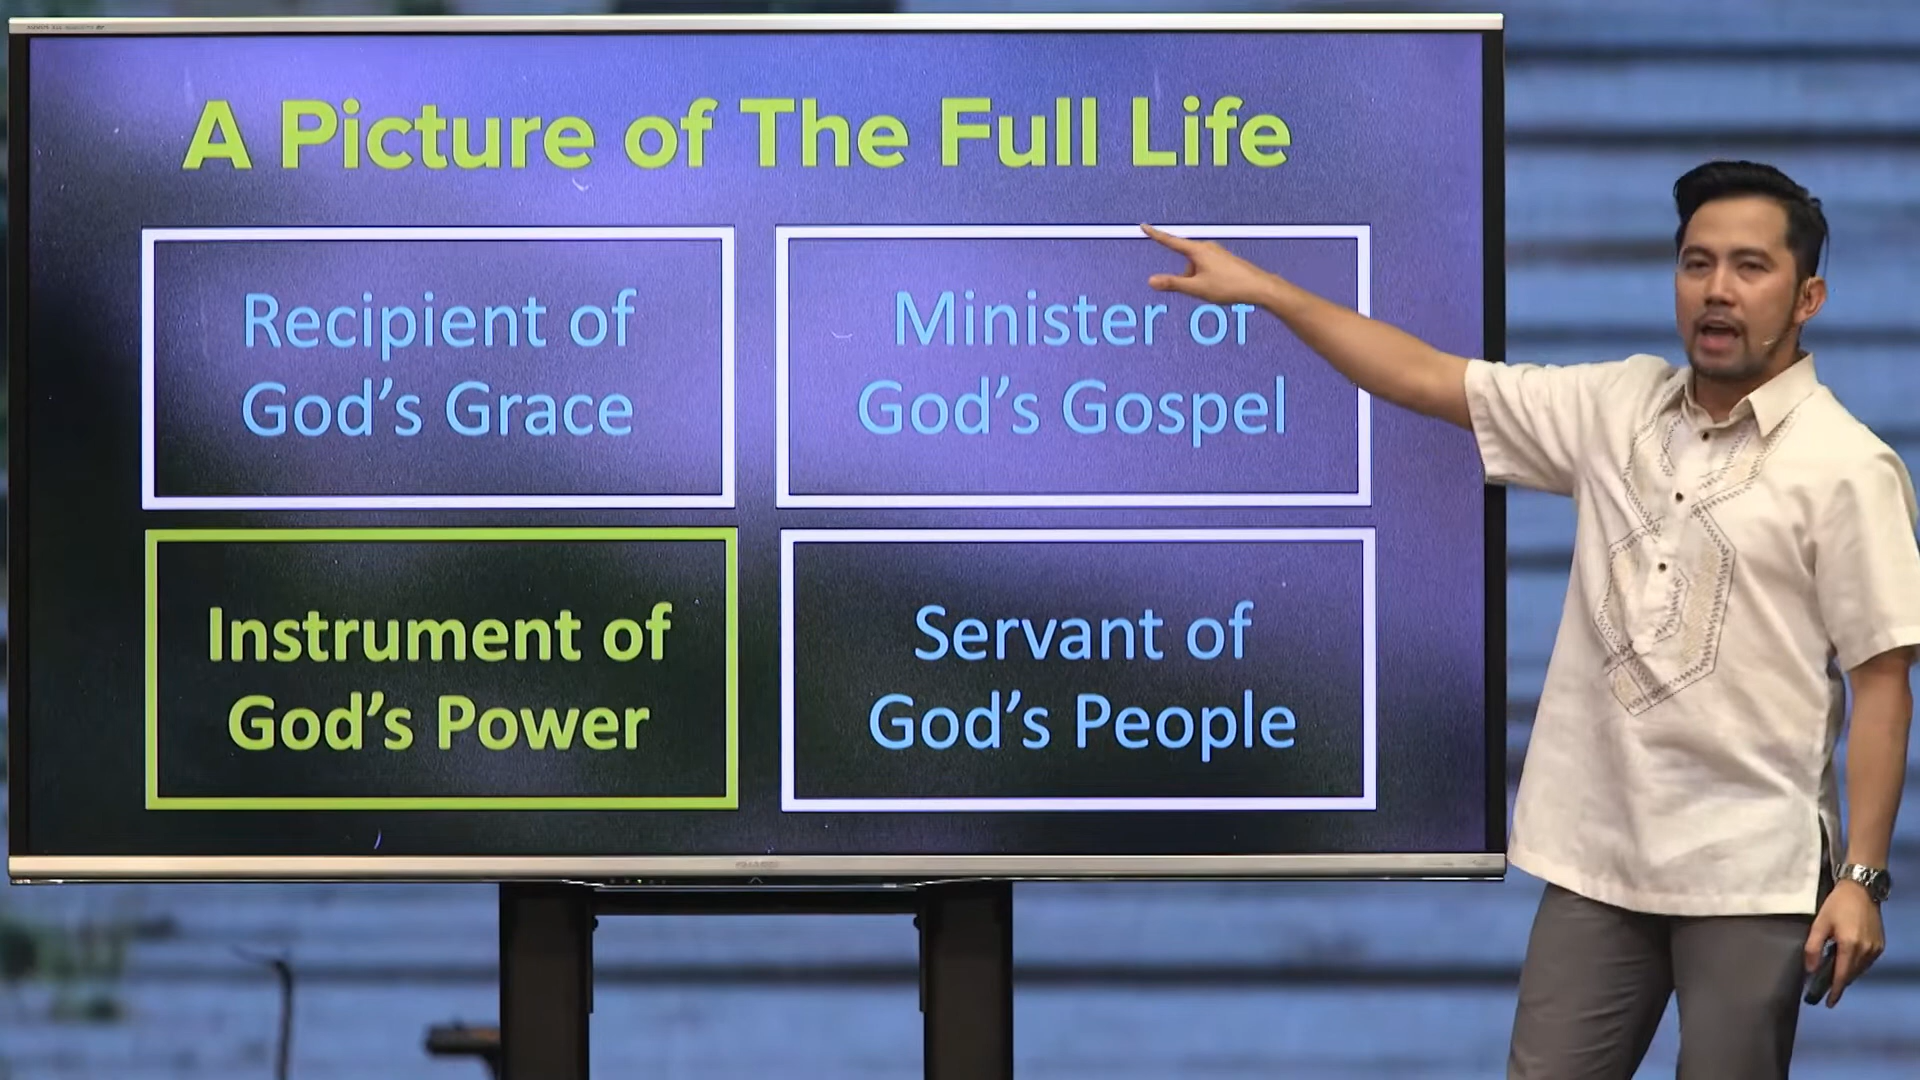 A Picture of The Full Life
Recipient of
God's Grace
Minister of
God's Gospel
Instrument of
God's Power
Servant of
God's People
SHARP